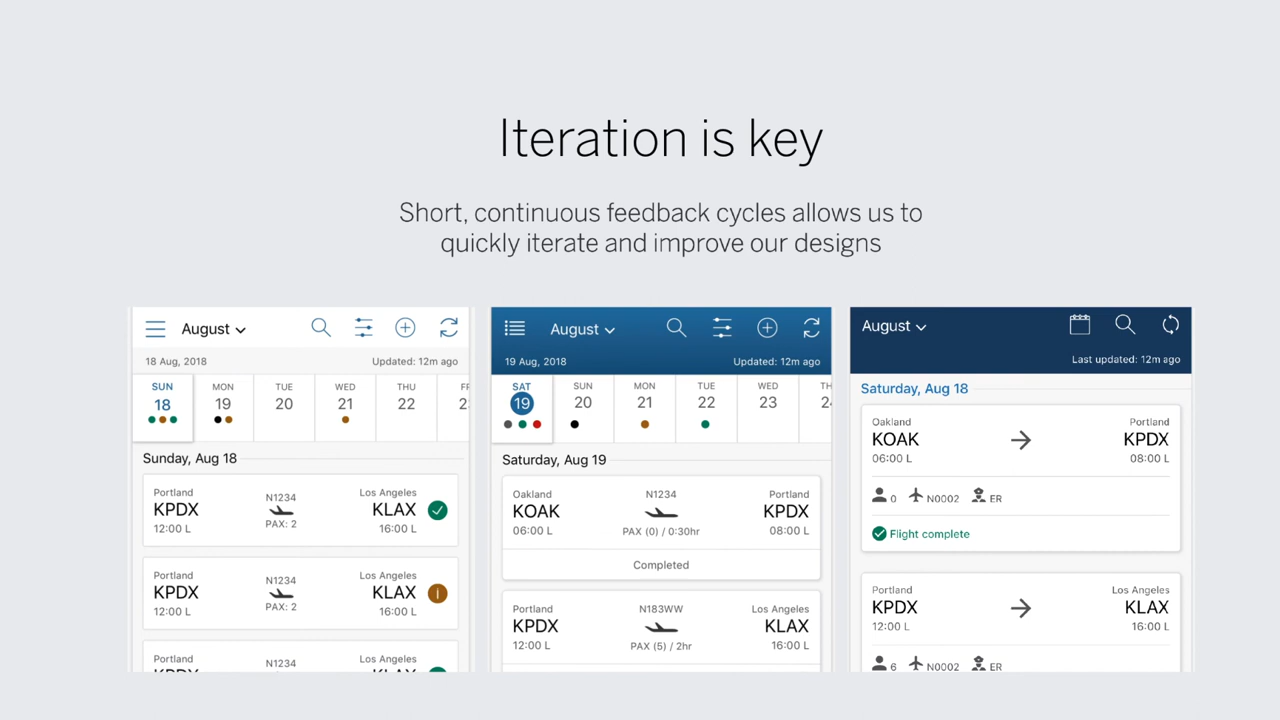 Iteration is key
Short, continuous feedback cycles allows us to
quickly iterate and improve our designs
August
18 Aug, 2018 Updated: 12m ago
SUN MON TUE WED THU
18 19 20 21 22
Sunday, Aug 18
Portland N1234 Los Angeles
KPDX KLAX
12:00 L PAX: 2 16:00 L
Portland N1234 Los Angeles
KPDX KLAX
12:00 L PAX: 2 16:00 L
Portland N1234 Los Angeles
KPDX KLAX
August
19 Aug, 2018 Updated: 12m ago
SAT SUN MON TUE WED
19 20 21 22 23
Saturday, Aug 19
Oakland N1234 Portland
KOAK KPDX
06:00 L PAX (0) / 0:30hr 08:00 L
Completed
Portland N183WW Los Angeles
KPDX KLAX
12:00 L PAX (5) / 2hr 16:00 L
August
Last updated: 12m ago
Saturday, Aug 18
Oakland Portland
KOAK KPDX
06:00 L 08:00 L
0 N0002 ER
Flight complete
Portland Los Angeles
KPDX KLAX
12:00 L 16:00 L
6 N0002 ER